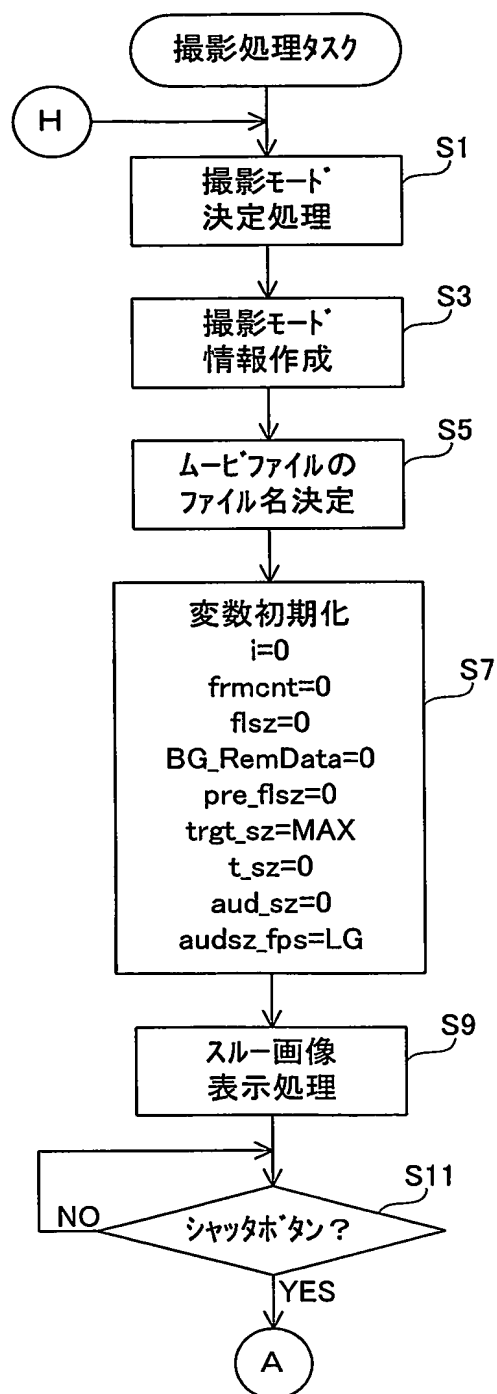 撮影処理ﾀｽｸ
H
S1
撮影ﾓｰﾄﾞ
決定処理
S3
撮影ﾓｰﾄﾞ
情報作成
S5
ﾑｰﾋﾞﾌｧｲﾙの
ﾌｧｲﾙ名決定
S7
変数初期化
i=0
frmcnt=0
flsz=0
BG_RemData=0
pre_flsz=0
trgt_sz=MAX
t_sz=0
aud_sz=0
audsz_fps=LG
S9
スルー画像
表示処理
S11
NO
ｼｬｯﾀﾎﾞﾀﾝ？
YES
A